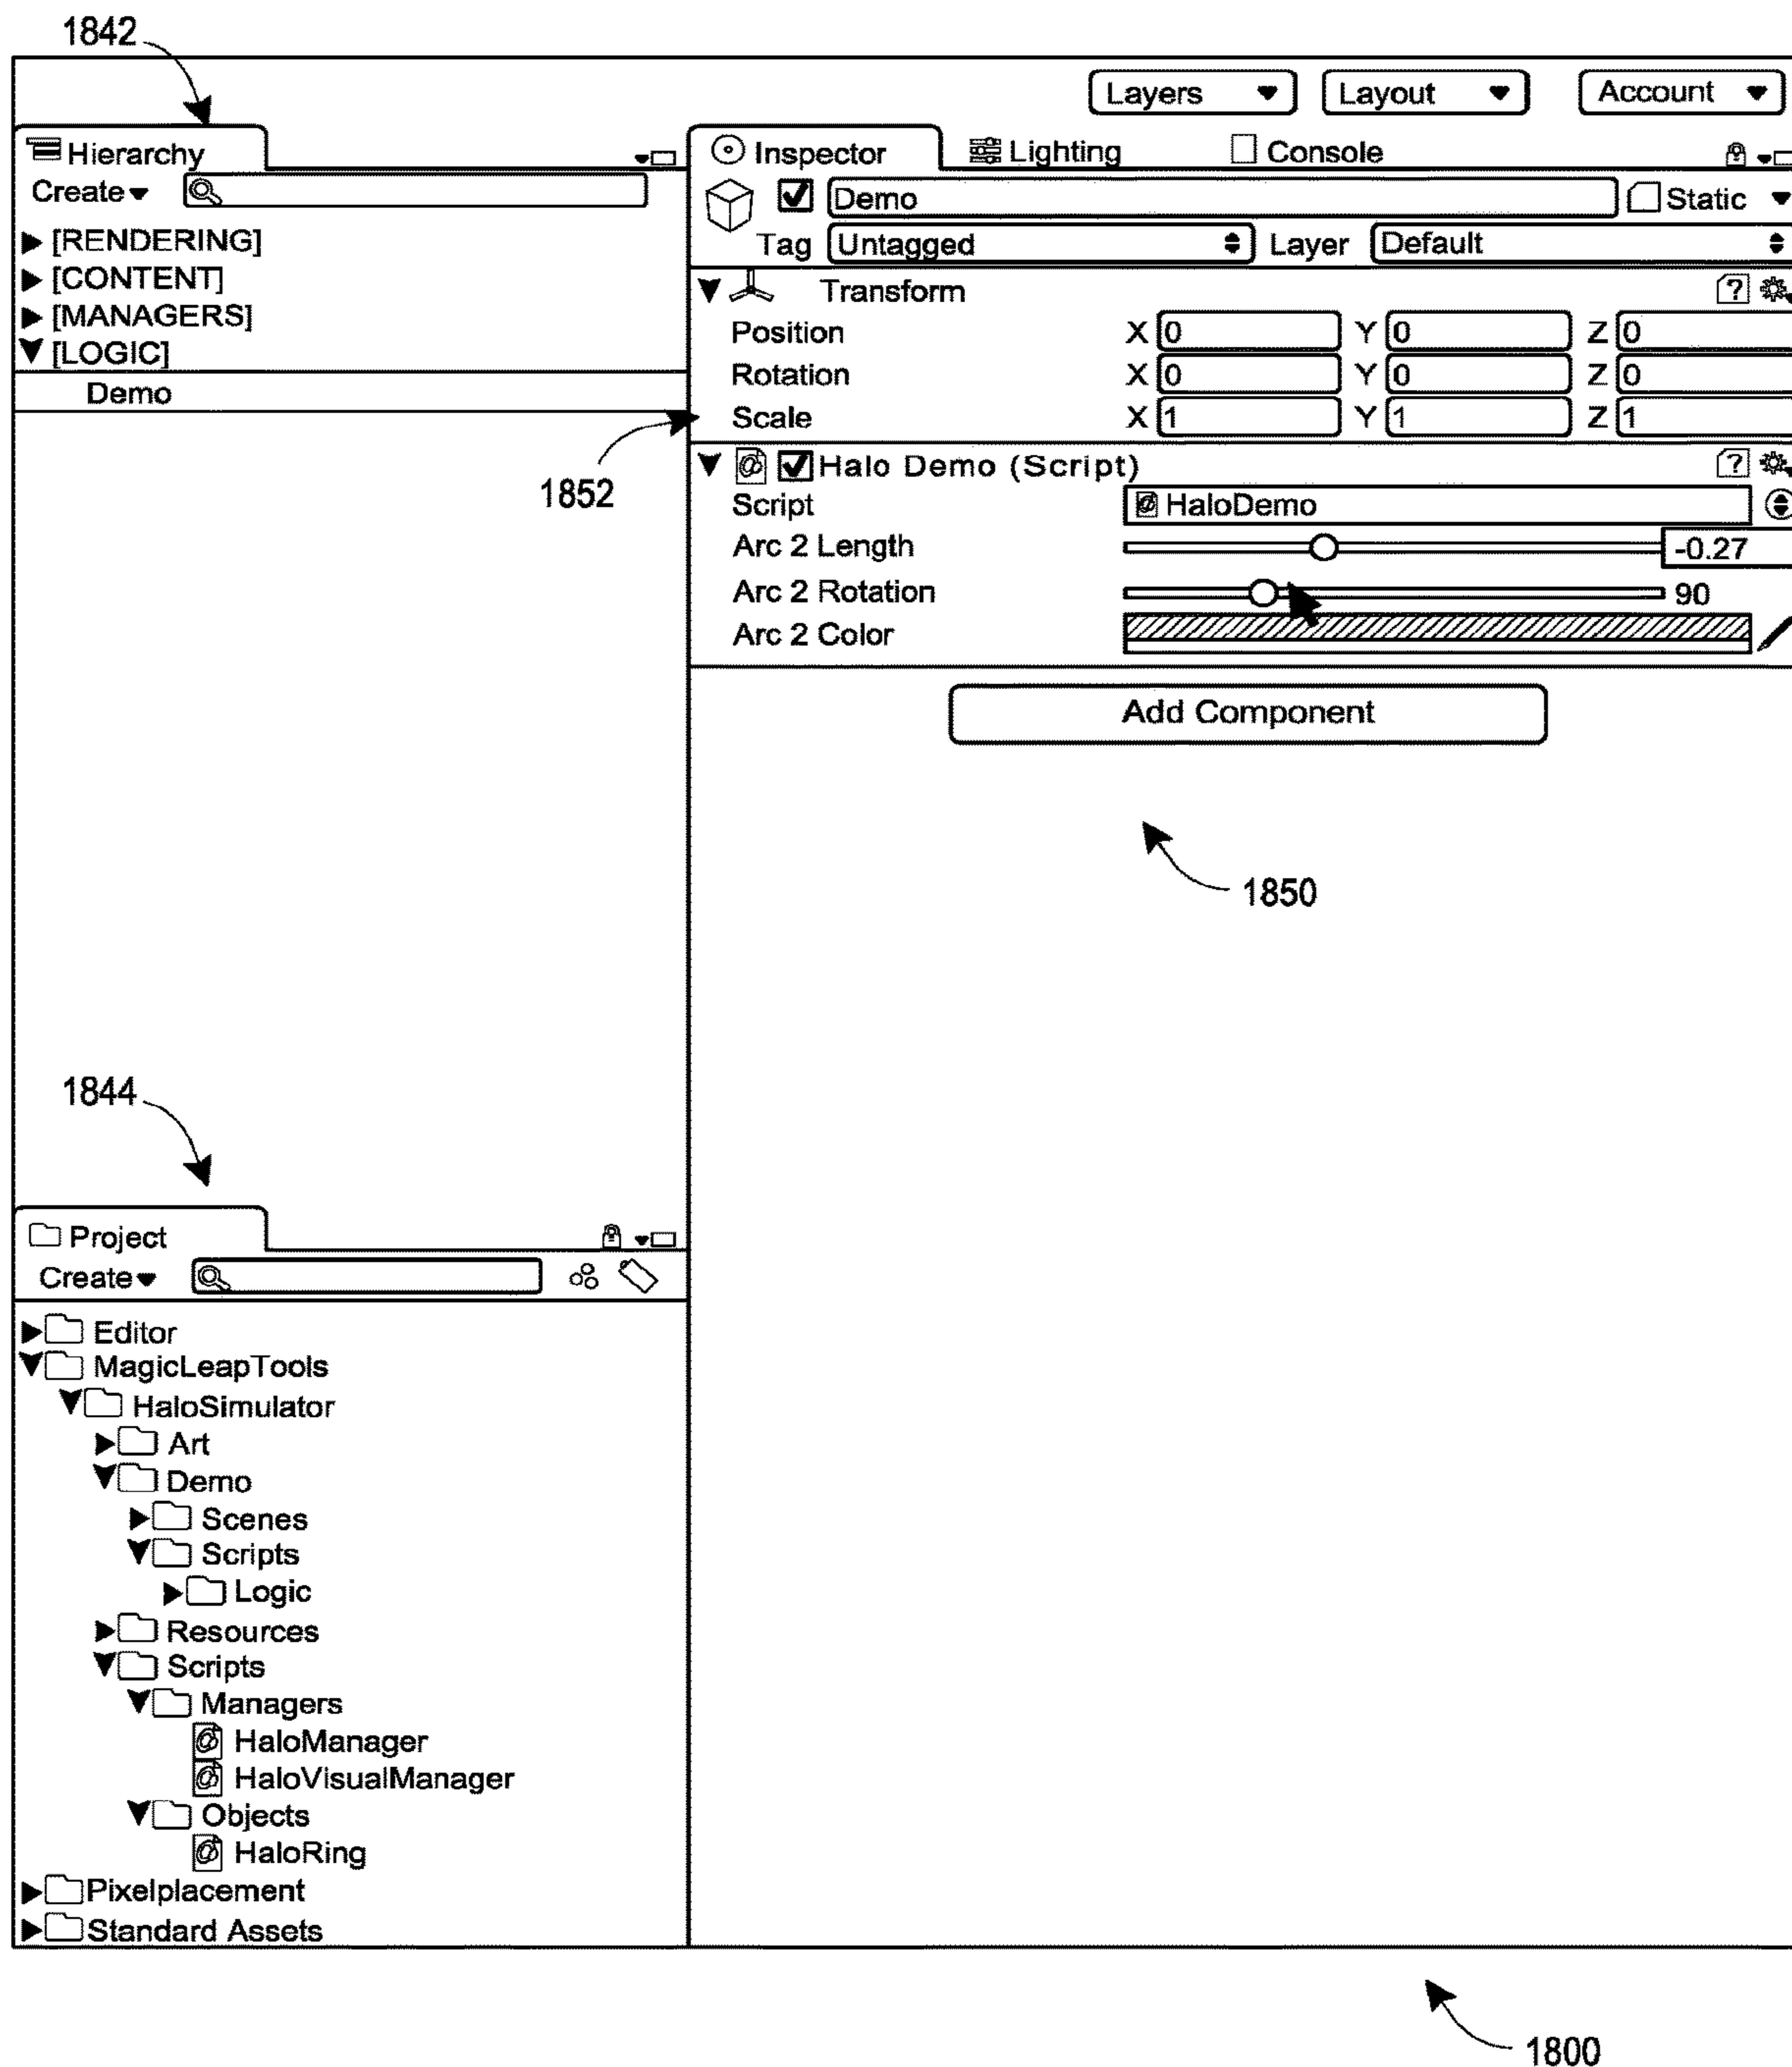 1842
Layers Layout Account
Hierarchy
Create
[RENDERING]
[CONTENT]
[MANAGERS]
[LOGIC]
Demo
1852
Inspector Lighting Console
Demo Static
Tag Untagged Layer Default
Transform
Position X 0 Y 0 Z 0
Rotation X 0 Y 0 Z 0
Scale X 1 Y 1 Z 1
Halo Demo (Script)
Script HaloDemo
Arc 2 Length -0.27
Arc 2 Rotation 90
Arc 2 Color
Add Component
1850
1844
Project
Create
Editor
MagicLeapTools
HaloSimulator
Art
Demo
Scenes
Scripts
Logic
Resources
Scripts
Managers
HaloManager
HaloVisualManager
Objects
HaloRing
Pixelplacement
Standard Assets
1800